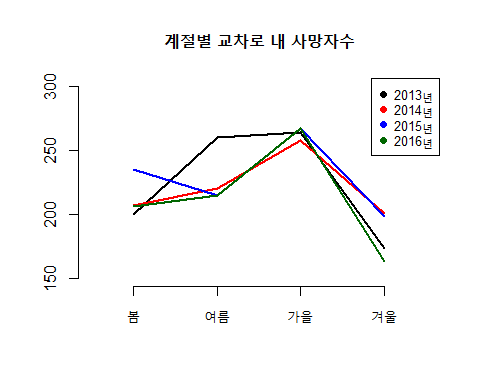 계절별 교차로 내 사망자수
300
250
200
150
봄 여름 가을 겨울
2013년
2014년
2015년
2016년